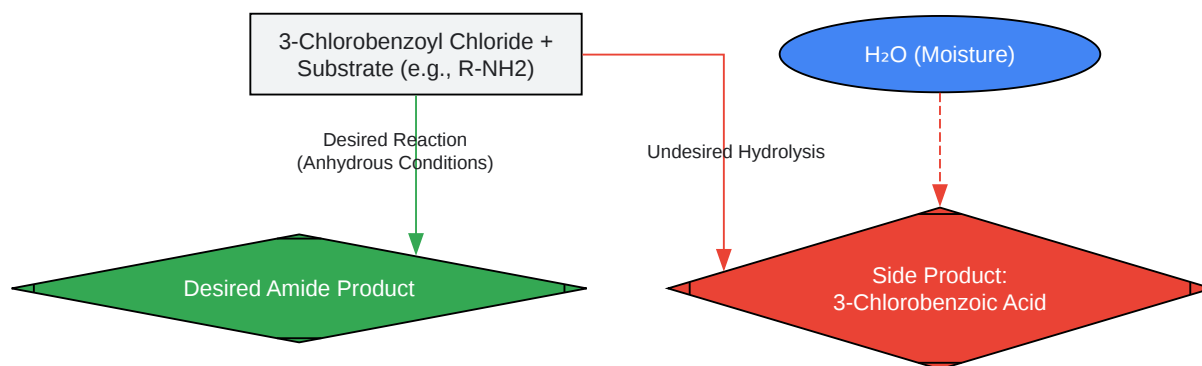 3-Chlorobenzoyl Chloride +
Substrate (e.g., R-NH2)
H₂O (Moisture)
Desired Reaction
(Anhydrous Conditions)
Undesired Hydrolysis
Desired Amide Product
Side Product:
3-Chlorobenzoic Acid